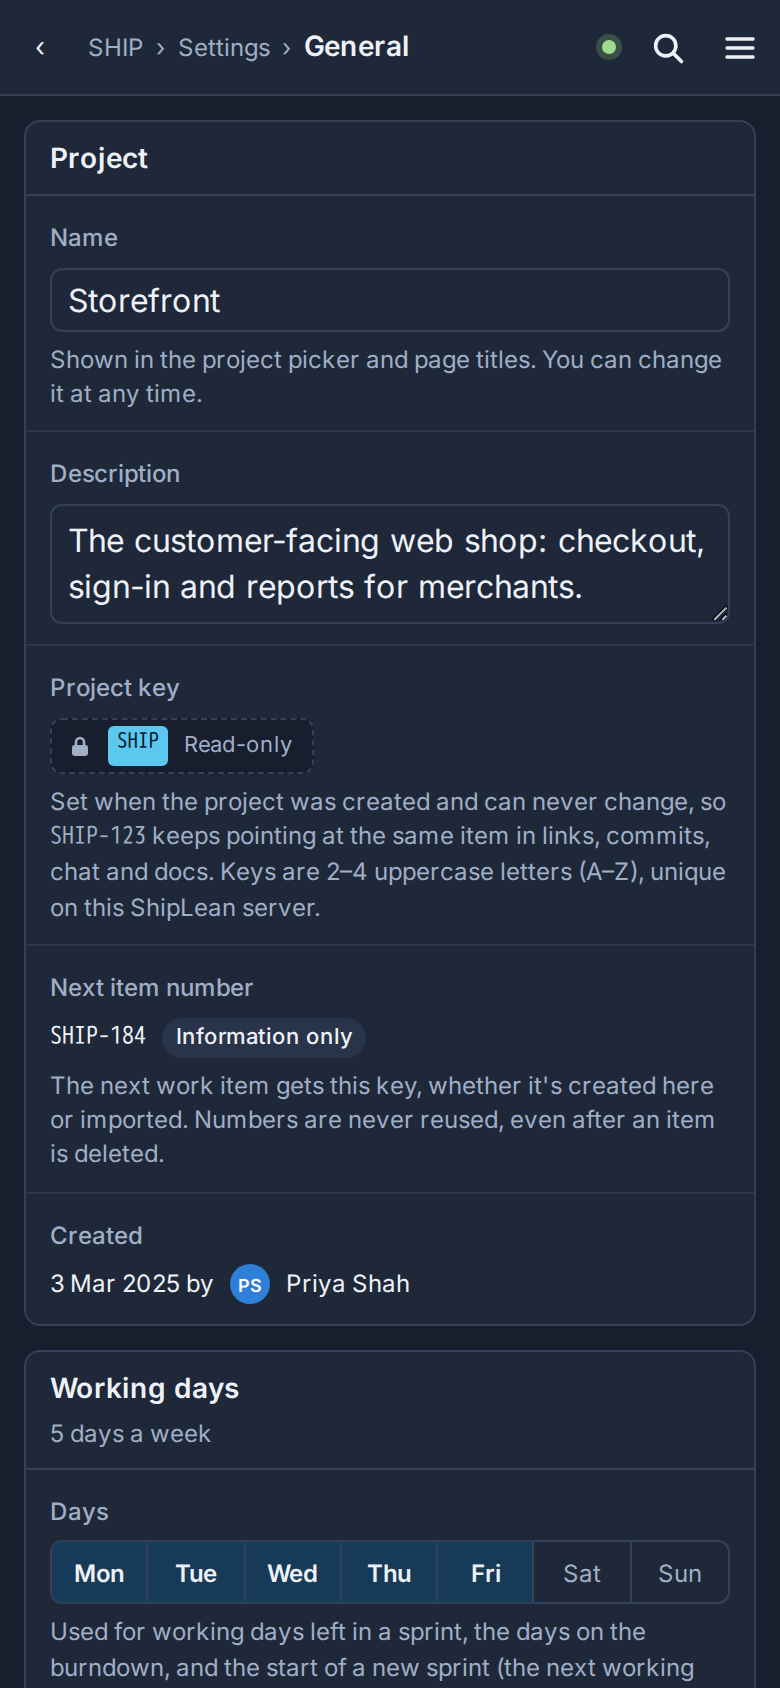 ‹ SHIP › Settings › General
Project
Name
Storefront
Shown in the project picker and page titles. You can change
it at any time.
Description
The customer-facing web shop: checkout,
sign-in and reports for merchants.
Project key
SHIP Read-only
Set when the project was created and can never change, so
SHIP-123 keeps pointing at the same item in links, commits,
chat and docs. Keys are 2–4 uppercase letters (A–Z), unique
on this ShipLean server.
Next item number
SHIP-184 Information only
The next work item gets this key, whether it's created here
or imported. Numbers are never reused, even after an item
is deleted.
Created
3 Mar 2025 by PS Priya Shah
Working days
5 days a week
Days
Mon Tue Wed Thu Fri Sat Sun
Used for working days left in a sprint, the days on the
burndown, and the start of a new sprint (the next working